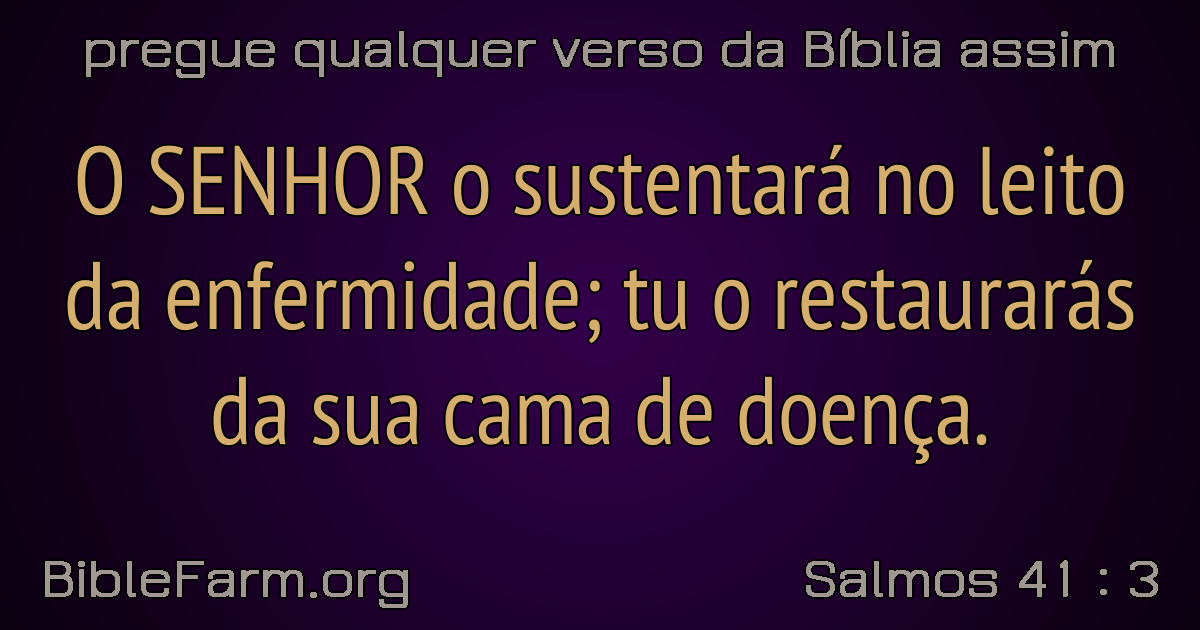 pregue qualquer verso da Bíblia assim
O SENHOR o sustentará no leito
da enfermidade; tu o restaurarás
da sua cama de doença.
BibleFarm.org
Salmos 41 : 3